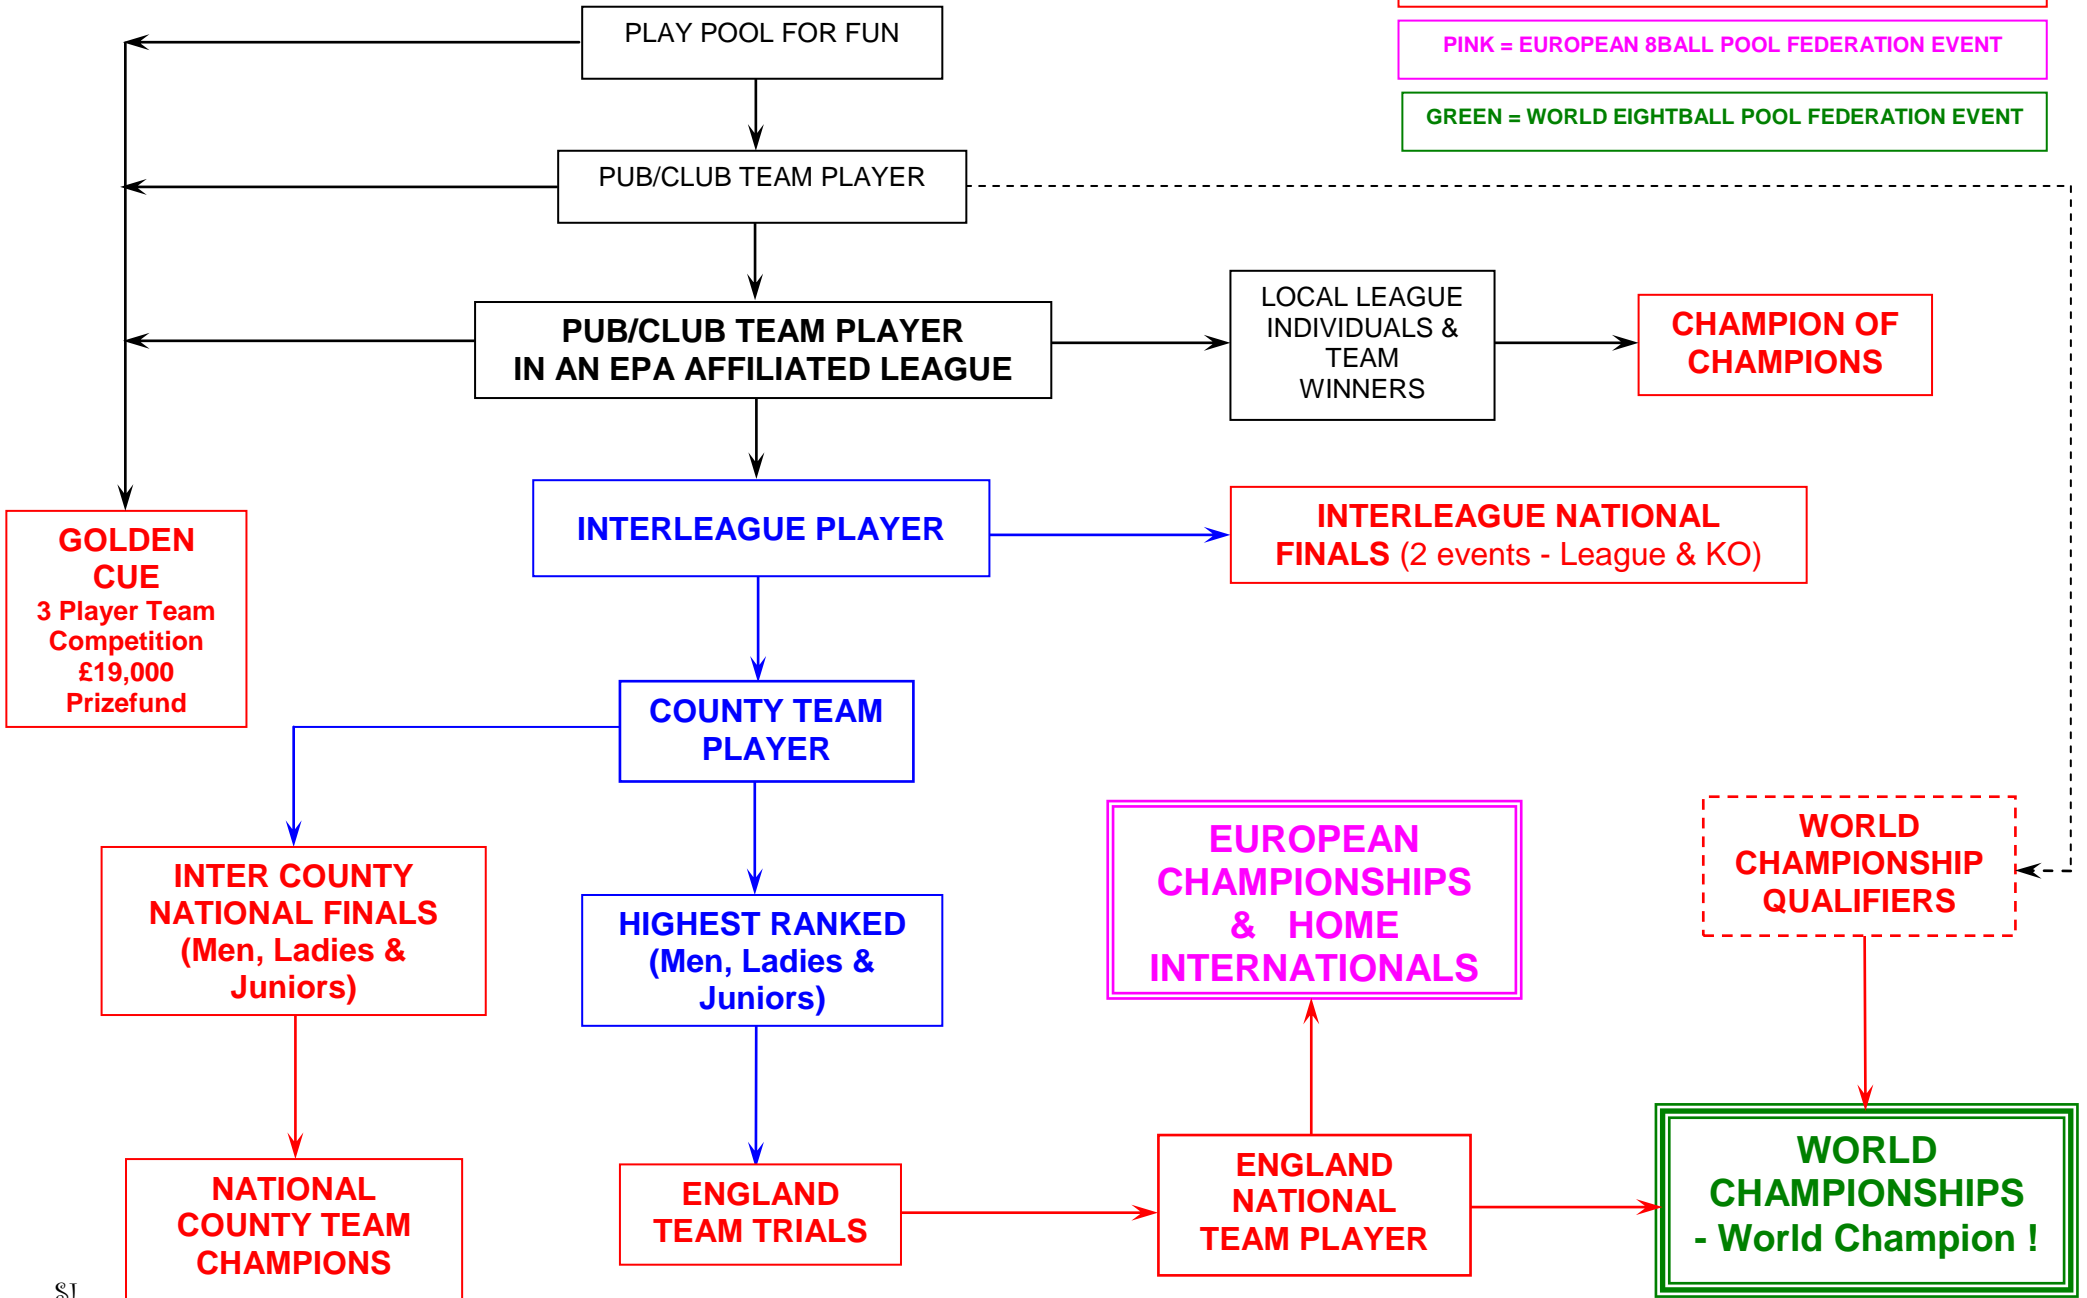 PLAY POOL FOR FUN
PINK = EUROPEAN 8BALL POOL FEDERATION EVENT
GREEN = WORLD EIGHTBALL POOL FEDERATION EVENT
PUB/CLUB TEAM PLAYER
PUB/CLUB TEAM PLAYER
IN AN EPA AFFILIATED LEAGUE
LOCAL LEAGUE
INDIVIDUALS &
TEAM
WINNERS
CHAMPION OF
CHAMPIONS
GOLDEN
CUE
3 Player Team
Competition
£19,000
Prizefund
INTERLEAGUE PLAYER
INTERLEAGUE NATIONAL
FINALS (2 events - League & KO)
COUNTY TEAM
PLAYER
INTER COUNTY
NATIONAL FINALS
(Men, Ladies &
Juniors)
HIGHEST RANKED
(Men, Ladies &
Juniors)
EUROPEAN
CHAMPIONSHIPS
& HOME
INTERNATIONALS
WORLD
CHAMPIONSHIP
QUALIFIERS
NATIONAL
COUNTY TEAM
CHAMPIONS
ENGLAND
TEAM TRIALS
ENGLAND
NATIONAL
TEAM PLAYER
WORLD
CHAMPIONSHIPS
- World Champion !